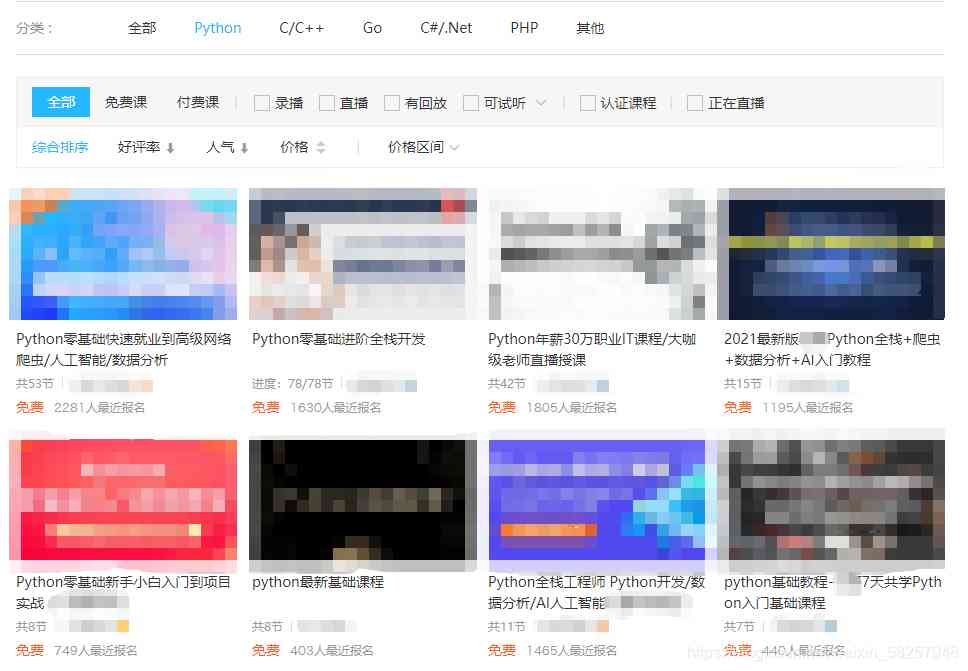 分类： 全部 Python C/C++ Go C#/.Net PHP 其他
全部 免费课 付费课 录播 直播 有回放 可试听 认证课程 正在直播
综合排序 好评率 人气 价格 价格区间
Python零基础快速就业到高级网络
爬虫/人工智能/数据分析
共53节
免费 2281人最近报名
Python零基础进阶全栈开发
进度：78/78节
免费 1630人最近报名
Python年薪30万职业IT课程/大咖
级老师直播授课
共42节
免费 1805人最近报名
2021最新版 Python全栈+爬虫
+数据分析+AI入门教程
共15节
免费 1195人最近报名
Python零基础新手小白入门到项目
实战
共8节
免费 749人最近报名
python最新基础课程
共8节
免费 403人最近报名
Python全栈工程师 Python开发/数
据分析/AI人工智能
共11节
免费 1465人最近报名
python基础教程- 7天共学Pyth
on入门基础课程
共7节
免费 440人最近报名